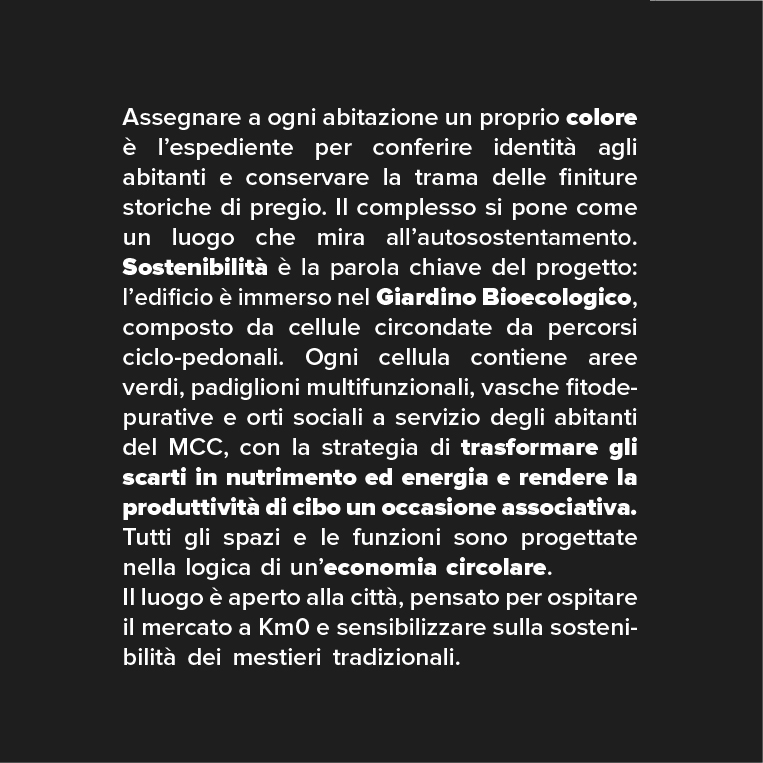 Assegnare a ogni abitazione un proprio colore
è l’espediente per conferire identità agli
abitanti e conservare la trama delle finiture
storiche di pregio. Il complesso si pone come
un luogo che mira all’autosostentamento.
Sostenibilità è la parola chiave del progetto:
l’edificio è immerso nel Giardino Bioecologico,
composto da cellule circondate da percorsi
ciclo-pedonali. Ogni cellula contiene aree
verdi, padiglioni multifunzionali, vasche fitode-
purative e orti sociali a servizio degli abitanti
del MCC, con la strategia di trasformare gli
scarti in nutrimento ed energia e rendere la
produttività di cibo un occasione associativa.
Tutti gli spazi e le funzioni sono progettate
nella logica di un’economia circolare.
Il luogo è aperto alla città, pensato per ospitare
il mercato a Km0 e sensibilizzare sulla sosteni-
bilità dei mestieri tradizionali.